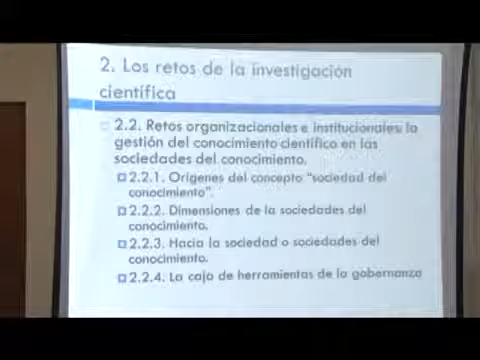 2. Los retos de la investigación
científica
2.2. Retos organizacionales e institucionales: la
gestión del conocimiento científico en las
sociedades del conocimiento.
2.2.1. Orígenes del concepto "sociedad del
conocimiento".
2.2.2. Dimensiones de la sociedades del
conocimiento.
2.2.3. Hacia la sociedad o sociedades del
conocimiento.
2.2.4. La caja de herramientas de la gobernanza